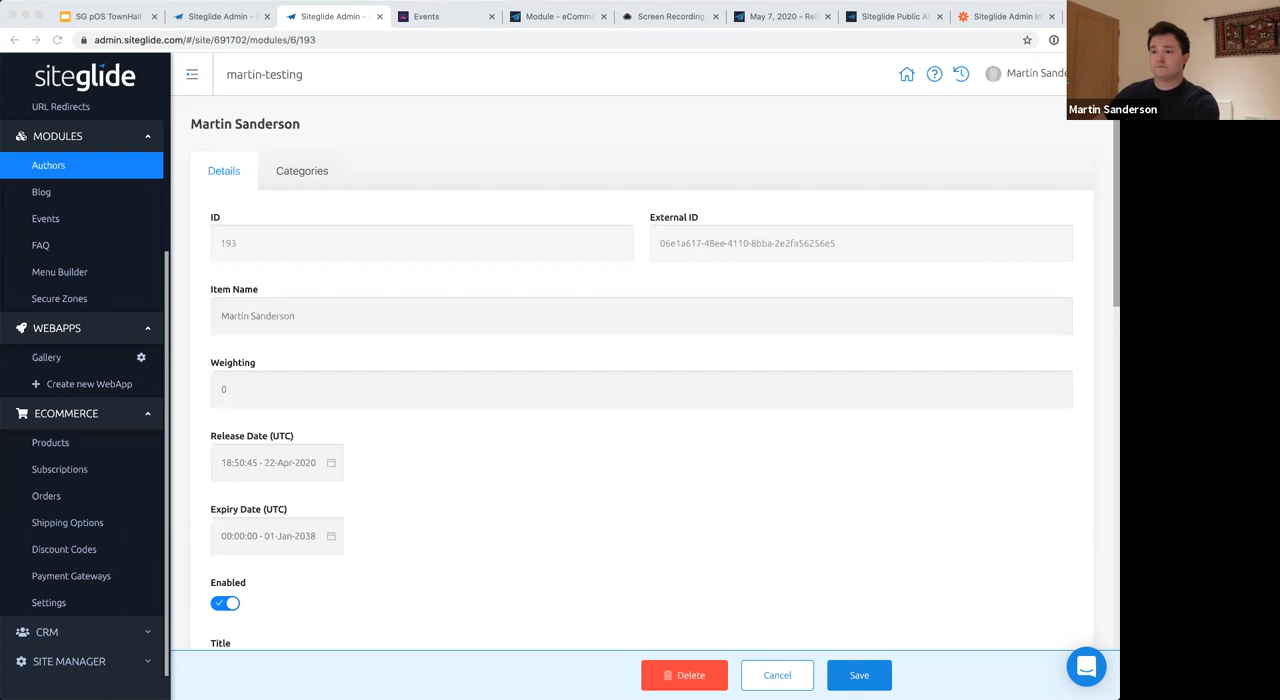 SG pOS TownHall
Siteglide Admin -
Siteglide Admin -
Events
Module - eComme
Screen Recording
May 7, 2020 - Rel
Siteglide Public A
Siteglide Admin In
admin.siteglide.com/#/site/691702/modules/6/193
siteglide
martin-testing
Martin Sande
Martin Sanderson
URL Redirects
MODULES
Authors
Blog
Events
FAQ
Menu Builder
Secure Zones
WEBAPPS
Gallery
Create new WebApp
ECOMMERCE
Products
Subscriptions
Orders
Shipping Options
Discount Codes
Payment Gateways
Settings
CRM
SITE MANAGER
Martin Sanderson
Details
Categories
ID
External ID
193
06e1a617-48ee-4110-8bba-2e2fa56256e5
Item Name
Martin Sanderson
Weighting
0
Release Date (UTC)
18:50:45 - 22-Apr-2020
Expiry Date (UTC)
00:00:00 - 01-Jan-2038
Enabled
Title
Delete
Cancel
Save